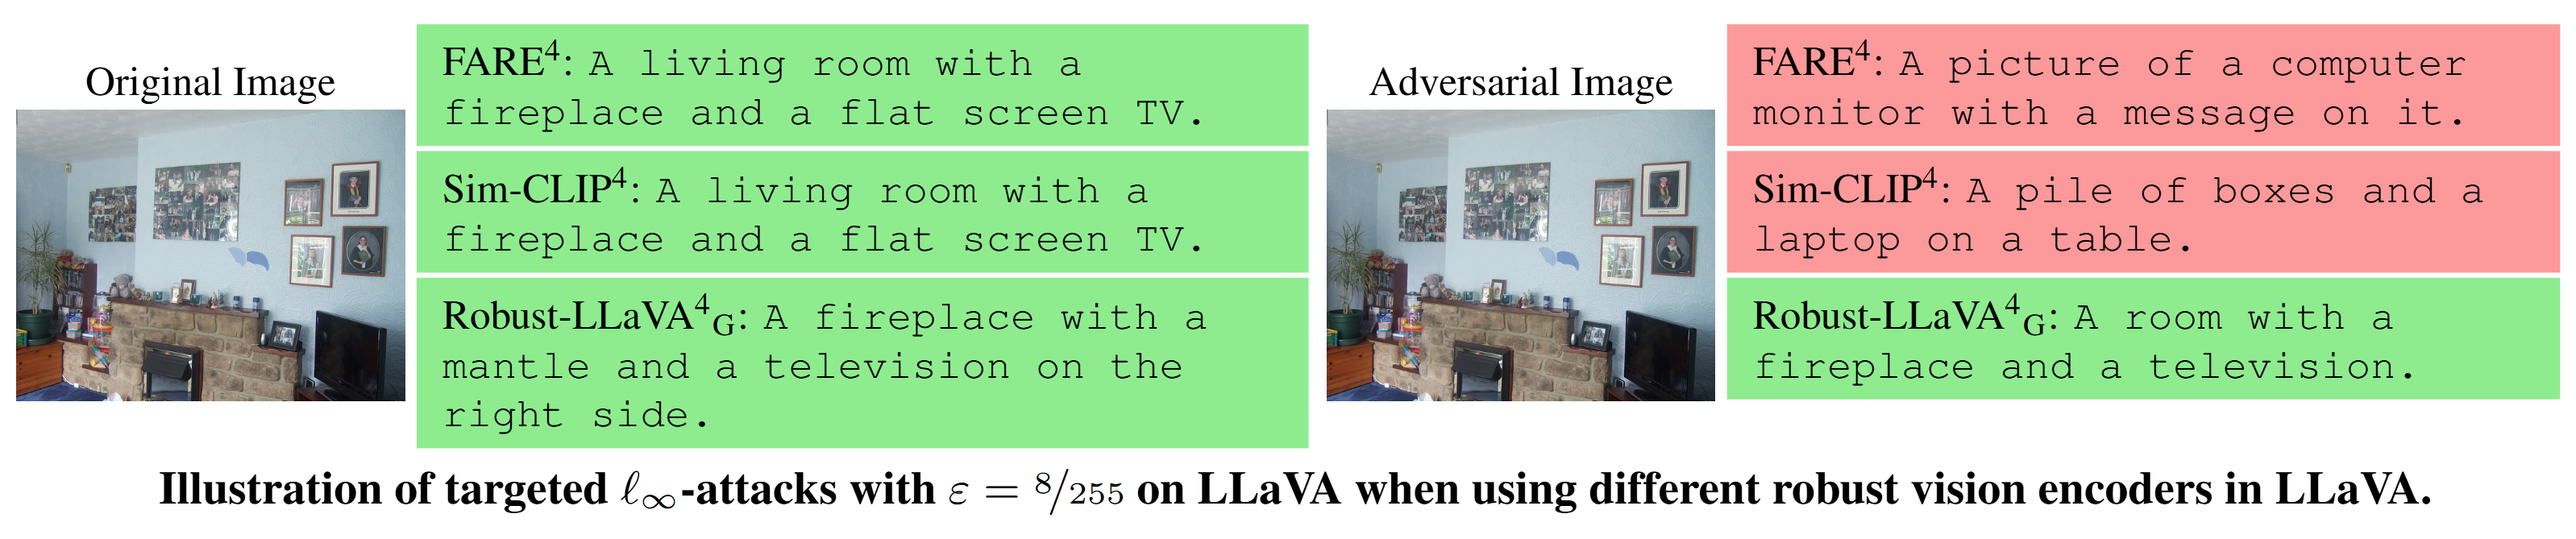 Original Image
FARE⁴: A living room with a
fireplace and a flat screen TV.
Sim-CLIP⁴: A living room with a
fireplace and a flat screen TV.
Robust-LLaVA⁴G: A fireplace with a
mantle and a television on the
right side.
Adversarial Image
FARE⁴: A picture of a computer
monitor with a message on it.
Sim-CLIP⁴: A pile of boxes and a
laptop on a table.
Robust-LLaVA⁴G: A room with a
fireplace and a television.
Illustration of targeted ℓ∞-attacks with ε = 8/255 on LLaVA when using different robust vision encoders in LLaVA.